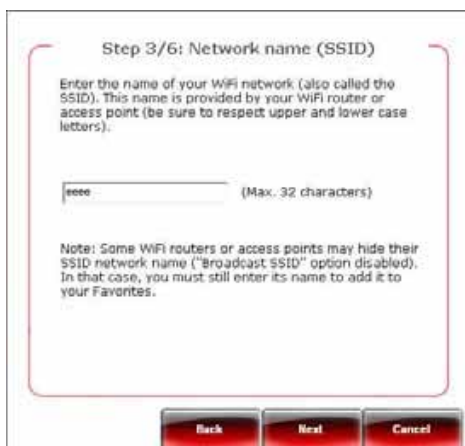 Step 3/6: Network name (SSID)
Enter the name of your WiFi network (also called the
SSID). This name is provided by your WiFi router or
access point (be sure to respect upper and lower case
letters).
eeee
(Max. 32 characters)
Note: Some WiFi routers or access points may hide their
SSID network name ("Broadcast SSID" option disabled).
In that case, you must still enter its name to add it to
your Favorites.
Back
Next
Cancel